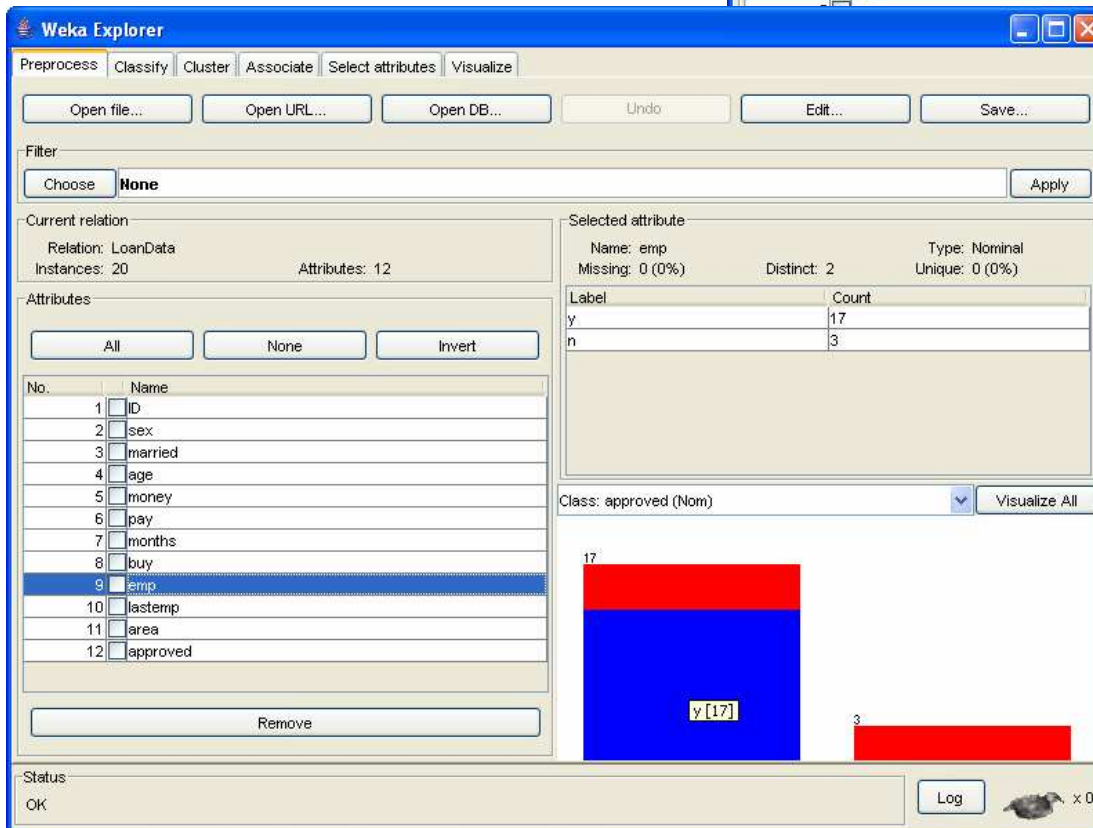 Weka Explorer
Preprocess Classify Cluster Associate Select attributes Visualize
Open file... Open URL... Open DB... Undo Edit... Save...
Filter
Choose None Apply
Current relation
Relation: LoanData
Instances: 20 Attributes: 12
Attributes
All None Invert
No. Name
1 ID
2 sex
3 married
4 age
5 money
6 pay
7 months
8 buy
9 emp
10 lastemp
11 area
12 approved
Remove
Selected attribute
Name: emp Type: Nominal
Missing: 0 (0%) Distinct: 2 Unique: 0 (0%)
Label Count
y 17
n 3
Class: approved (Nom) Visualize All
17
y [17]
3
Status
OK
Log x 0